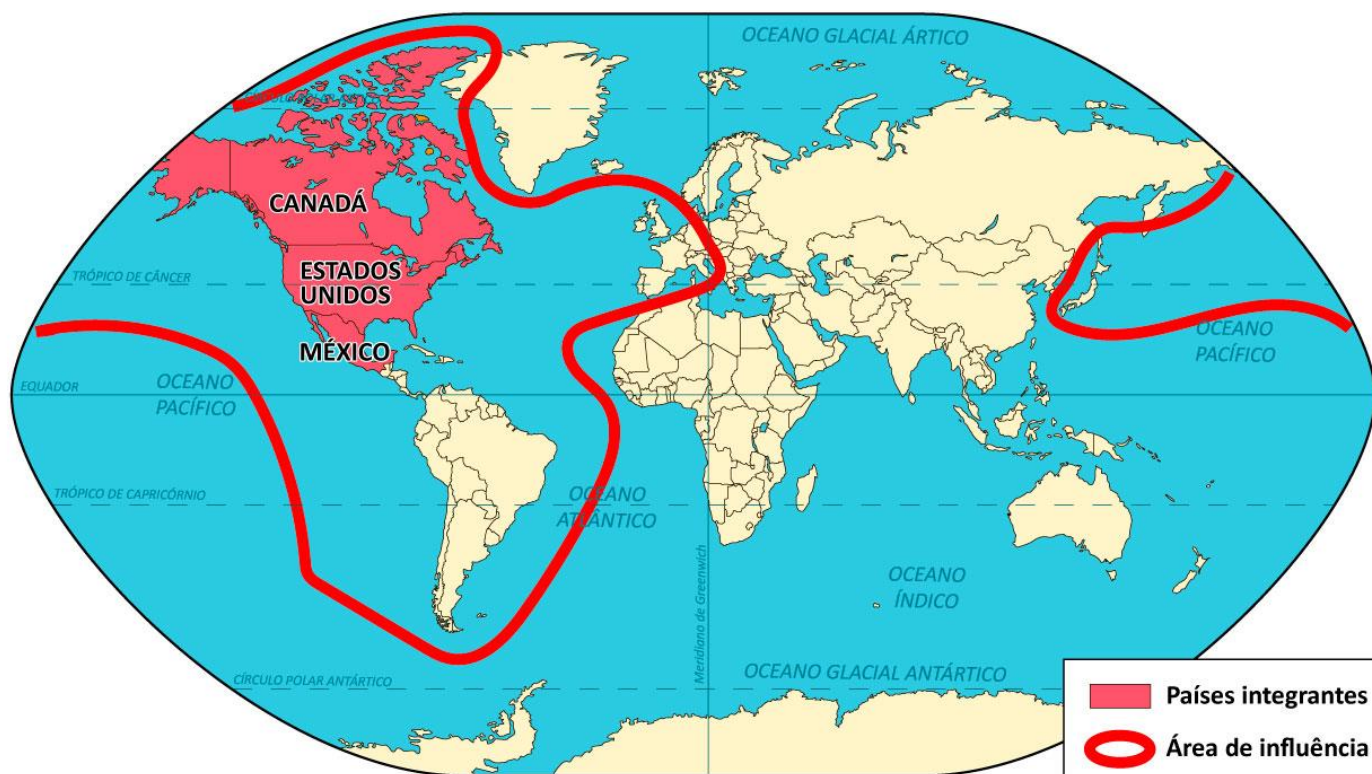 OCEANO GLACIAL ÁRTICO
CANADÁ
TRÓPICO DE CÂNCER
ESTADOS
UNIDOS
MÉXICO
OCEANO
PACÍFICO
EQUADOR
OCEANO
PACÍFICO
TRÓPICO DE CAPRICÓRNIO
OCEANO
ATLÂNTICO
OCEANO
ÍNDICO
Meridiano de Greenwich
CÍRCULO POLAR ANTÁRTICO
OCEANO GLACIAL ANTÁRTICO
Países integrantes
Área de influência